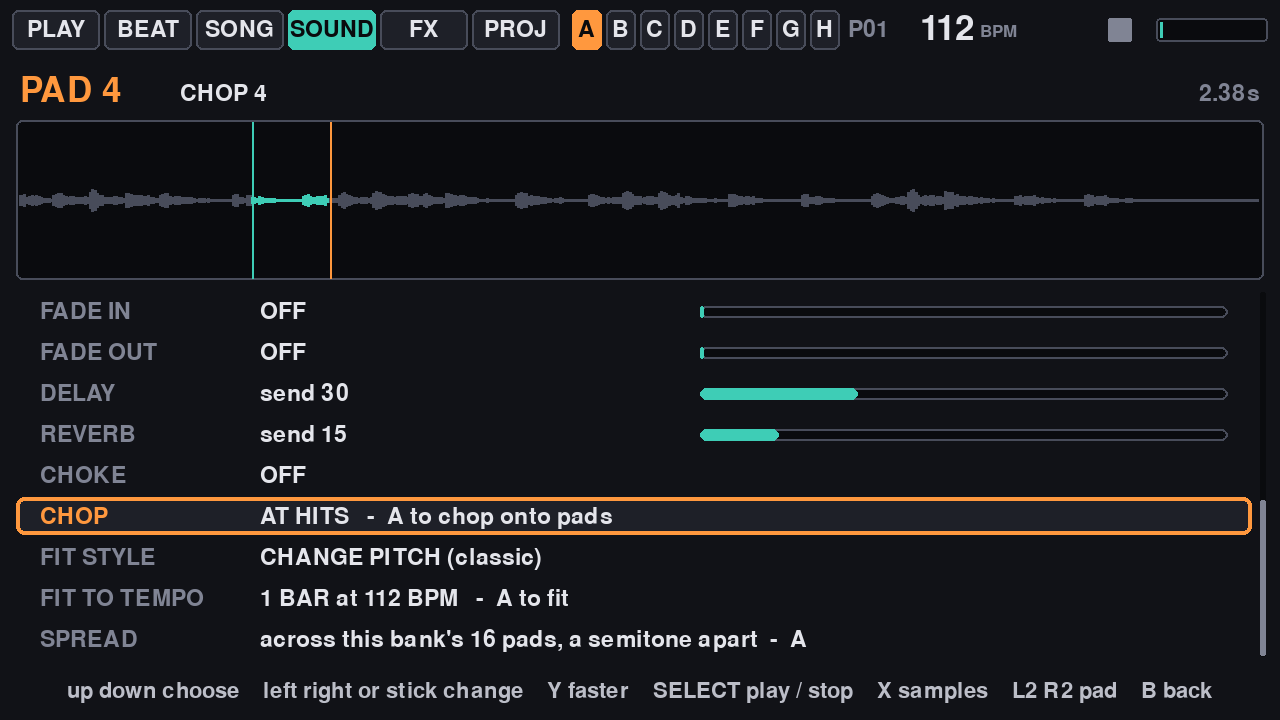 PLAY BEAT SONG SOUND FX PROJ A B C D E F G H P01 112 BPM
PAD 4 CHOP 4 2.38s
FADE IN OFF
FADE OUT OFF
DELAY send 30
REVERB send 15
CHOKE OFF
CHOP AT HITS - A to chop onto pads
FIT STYLE CHANGE PITCH (classic)
FIT TO TEMPO 1 BAR at 112 BPM - A to fit
SPREAD across this bank's 16 pads, a semitone apart - A
up down choose left right or stick change Y faster SELECT play / stop X samples L2 R2 pad B back